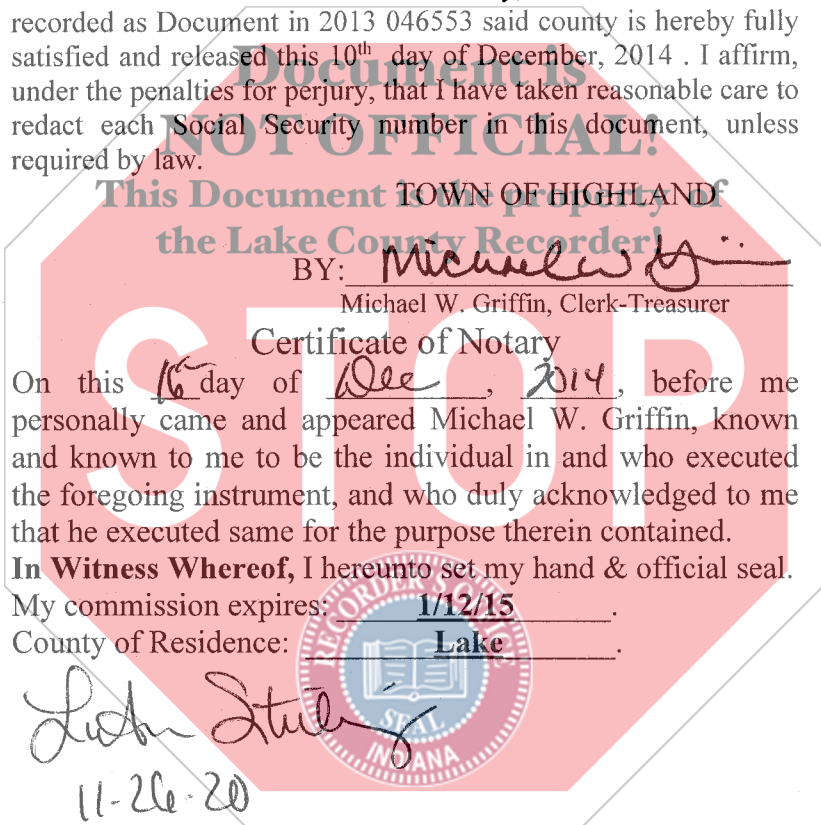 recorded as Document in 2013 046553 said county is hereby fully
satisfied and released this 10th day of December, 2014 . I affirm,
under the penalties for perjury, that I have taken reasonable care to
redact each Social Security number in this document, unless
required by law.
Document is
NOT OFFICIAL!
This Document is the property of
the Lake County Recorder!
TOWN OF HIGHLAND
BY: Michael W
Michael W. Griffin, Clerk-Treasurer
STOP
Certificate of Notary
On this 16th day of Dec, 2014, before me
personally came and appeared Michael W. Griffin, known
and known to me to be the individual in and who executed
the foregoing instrument, and who duly acknowledged to me
that he executed same for the purpose therein contained.
In Witness Whereof, I hereunto set my hand & official seal.
My commission expires: 1/12/15.
County of Residence: Lake.
RECORDER'S OFFICE
SEAL
INDIANA
11-26-20